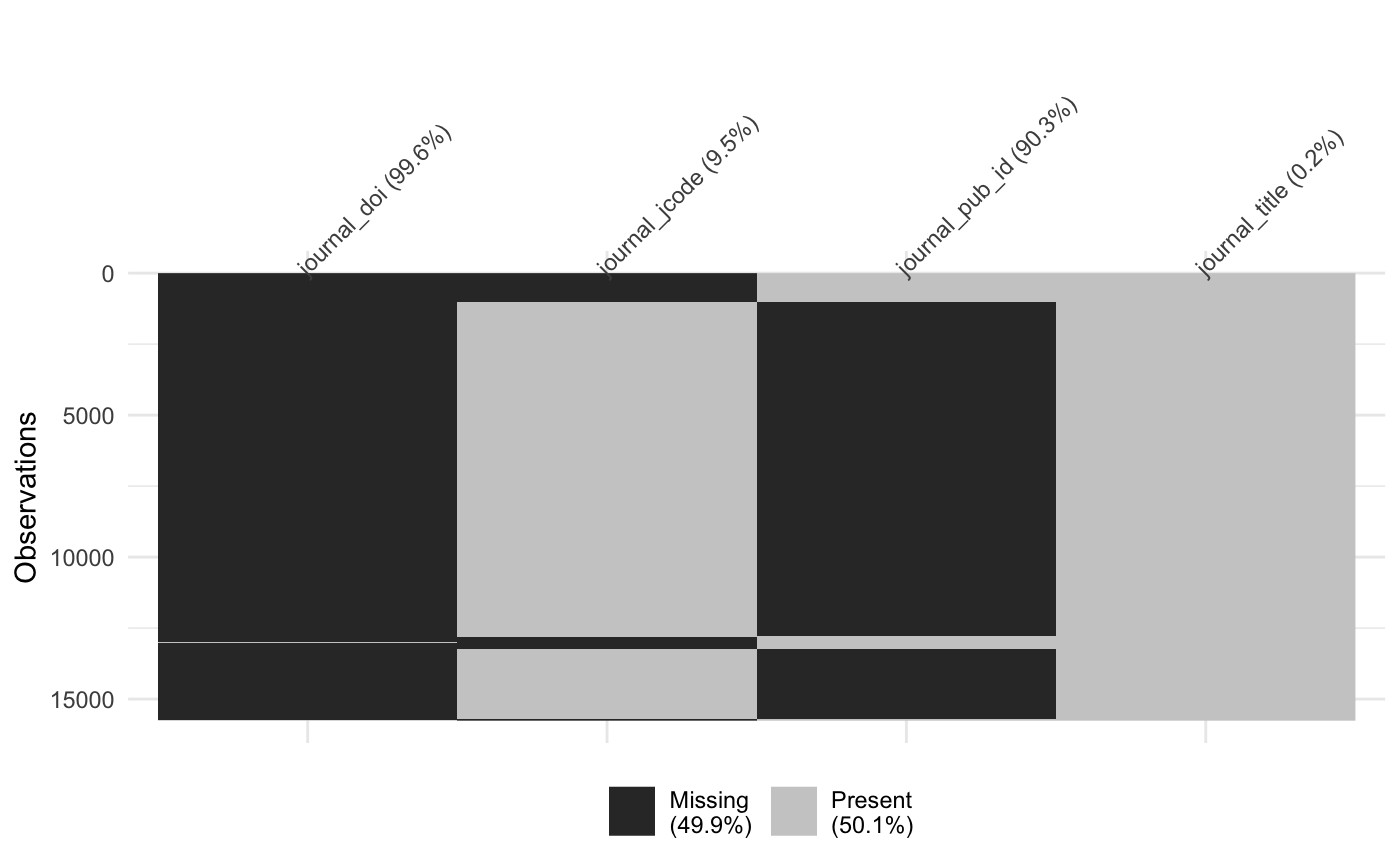 journal_doi (99.6%)
journal_jcode (9.5%)
journal_pub_id (90.3%)
journal_title (0.2%)
0
5000
10000
15000
Observations
Missing
(49.9%)
Present
(50.1%)